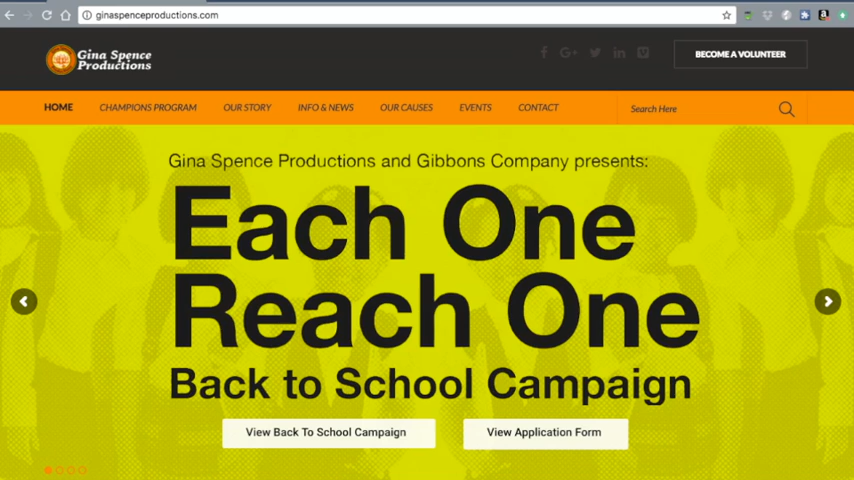 ginaspenceproductions.com
Gina Spence
Productions
BECOME A VOLUNTEER
HOME CHAMPIONS PROGRAM OUR STORY INFO & NEWS OUR CAUSES EVENTS CONTACT Search Here
Gina Spence Productions and Gibbons Company presents:
Each One
Reach One
Back to School Campaign
View Back To School Campaign View Application Form